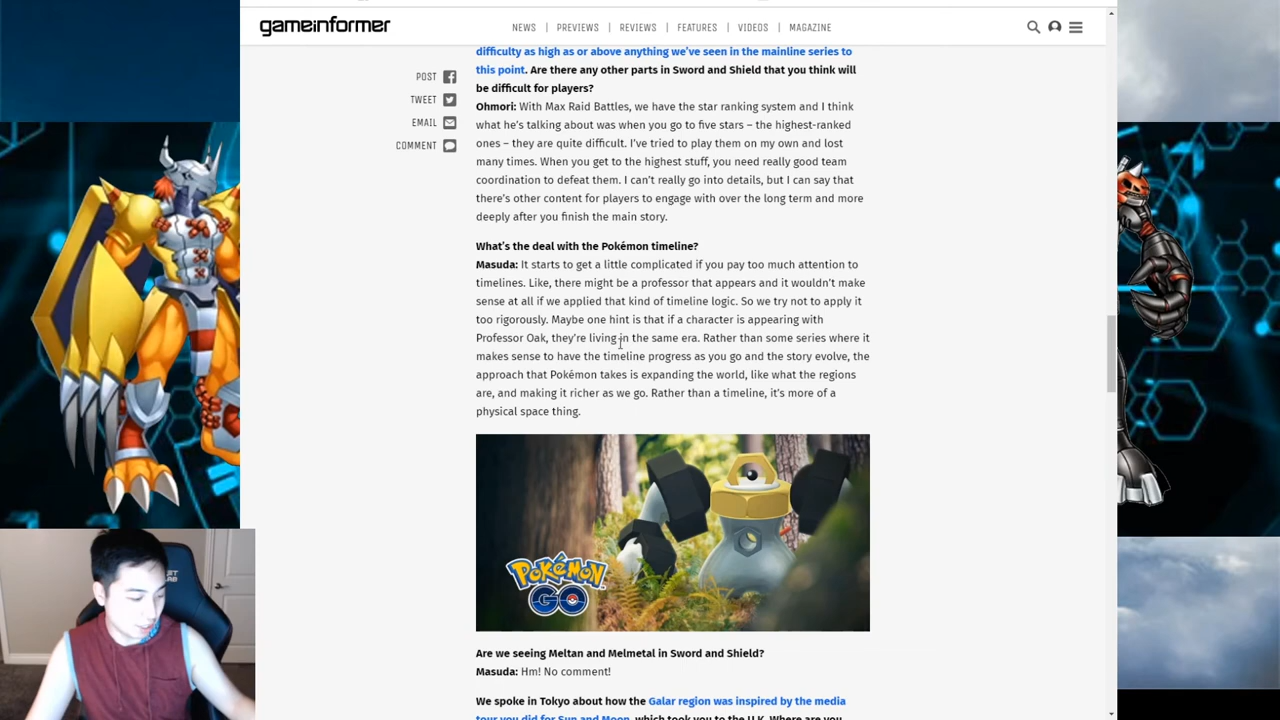 gameinformer
NEWS | PREVIEWS | REVIEWS | FEATURES | VIDEOS | MAGAZINE
POST
TWEET
EMAIL
COMMENT
difficulty as high as or above anything we've seen in the mainline series to
this point. Are there any other parts in Sword and Shield that you think will
be difficult for players?
Ohmori: With Max Raid Battles, we have the star ranking system and I think
what he's talking about was when you go to five stars – the highest-ranked
ones – they are quite difficult. I've tried to play them on my own and lost
many times. When you get to the highest stuff, you need really good team
coordination to defeat them. I can't really go into details, but I can say that
there's other content for players to engage with over the long term and more
deeply after you finish the main story.
What's the deal with the Pokémon timeline?
Masuda: It starts to get a little complicated if you pay too much attention to
timelines. Like, there might be a professor that appears and it wouldn't make
sense at all if we applied that kind of timeline logic. So we try not to apply it
too rigorously. Maybe one hint is that if a character is appearing with
Professor Oak, they're living in the same era. Rather than some series where it
makes sense to have the timeline progress as you go and the story evolve, the
approach that Pokémon takes is expanding the world, like what the regions
are, and making it richer as we go. Rather than a timeline, it's more of a
physical space thing.
POKéMON
GO
Are we seeing Meltan and Melmetal in Sword and Shield?
Masuda: Hm! No comment!
We spoke in Tokyo about how the Galar region was inspired by the media
tour you did for Sun and Moon, which took you to the U.K. Where are you